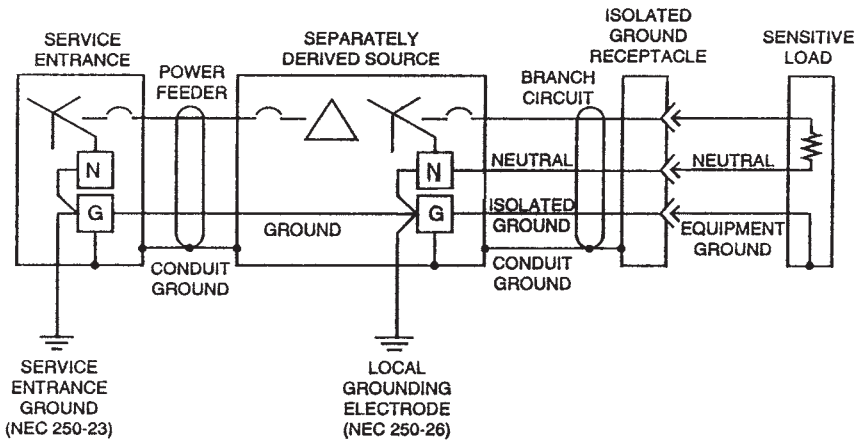 SERVICE
ENTRANCE
POWER
FEEDER
SEPARATELY
DERIVED SOURCE
BRANCH
CIRCUIT
ISOLATED
GROUND
RECEPTACLE
SENSITIVE
LOAD
N
G
GROUND
CONDUIT
GROUND
N
G
NEUTRAL
ISOLATED
GROUND
CONDUIT
GROUND
NEUTRAL
EQUIPMENT
GROUND
SERVICE
ENTRANCE
GROUND
(NEC 250-23)
LOCAL
GROUNDING
ELECTRODE
(NEC 250-26)